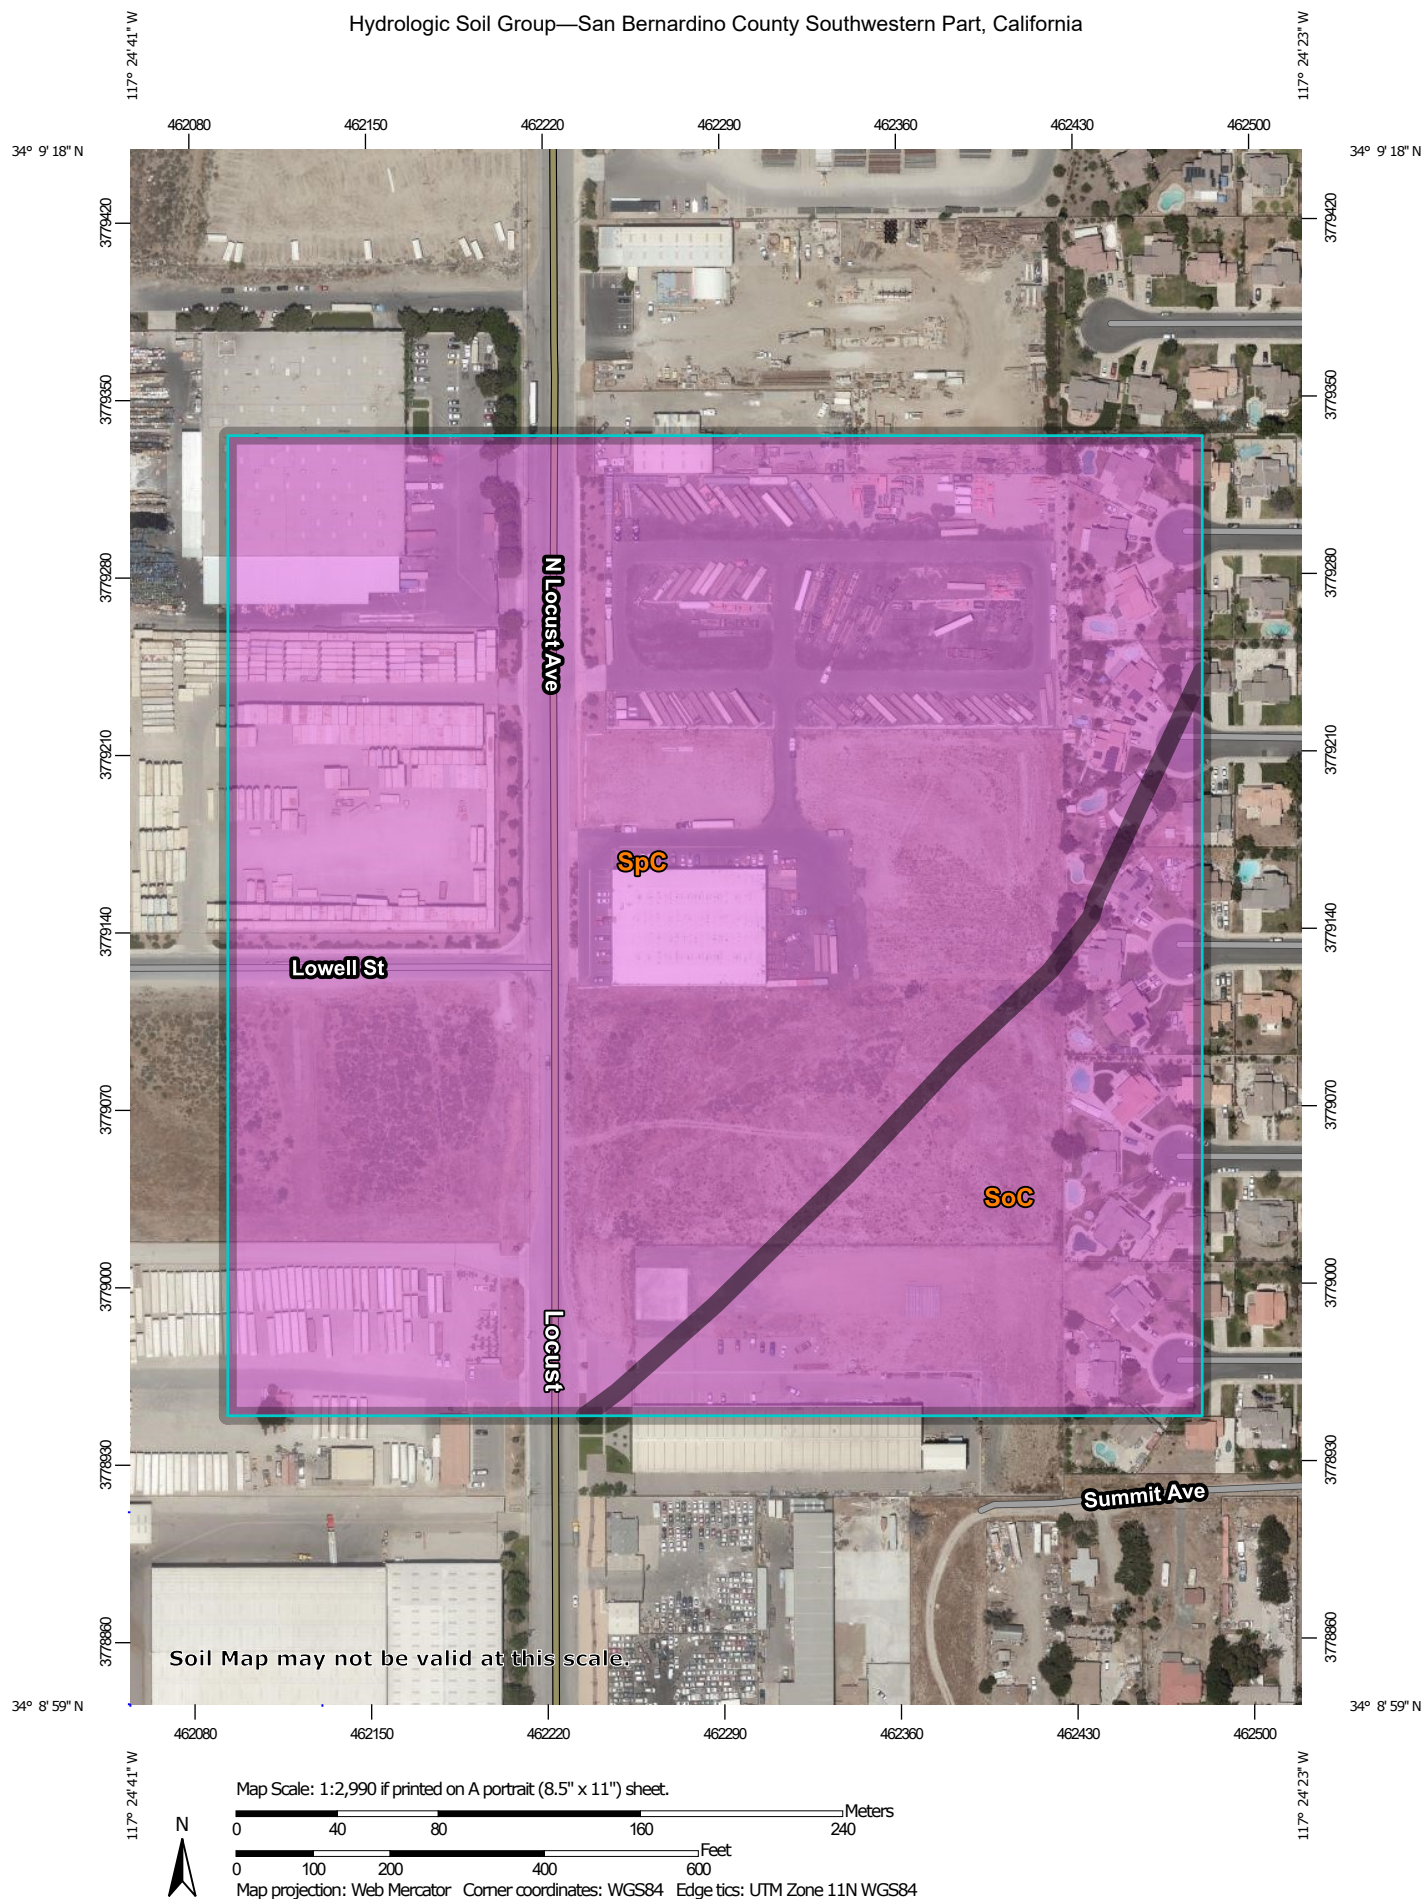 Hydrologic Soil Group—San Bernardino County Southwestern Part, California
117° 24' 41" W
117° 24' 23" W
462080 462150 462220 462290 462360 462430 462500
34° 9' 18" N
34° 9' 18" N
3779420
3779420
3779350
3779350
3779280
3779280
N Locust Ave
3779210
3779210
SpC
3779140
3779140
Lowell St
3779070
3779070
SoC
3779000
3779000
Locust
3778930
3778930
Summit Ave
3778860
3778860
Soil Map may not be valid at this scale.
34° 8' 59" N
34° 8' 59" N
462080 462150 462220 462290 462360 462430 462500
117° 24' 41" W
117° 24' 23" W
Map Scale: 1:2,990 if printed on A portrait (8.5" x 11") sheet.
Meters
0 40 80 160 240
N
Feet
0 100 200 400 600
Map projection: Web Mercator Corner coordinates: WGS84 Edge tics: UTM Zone 11N WGS84